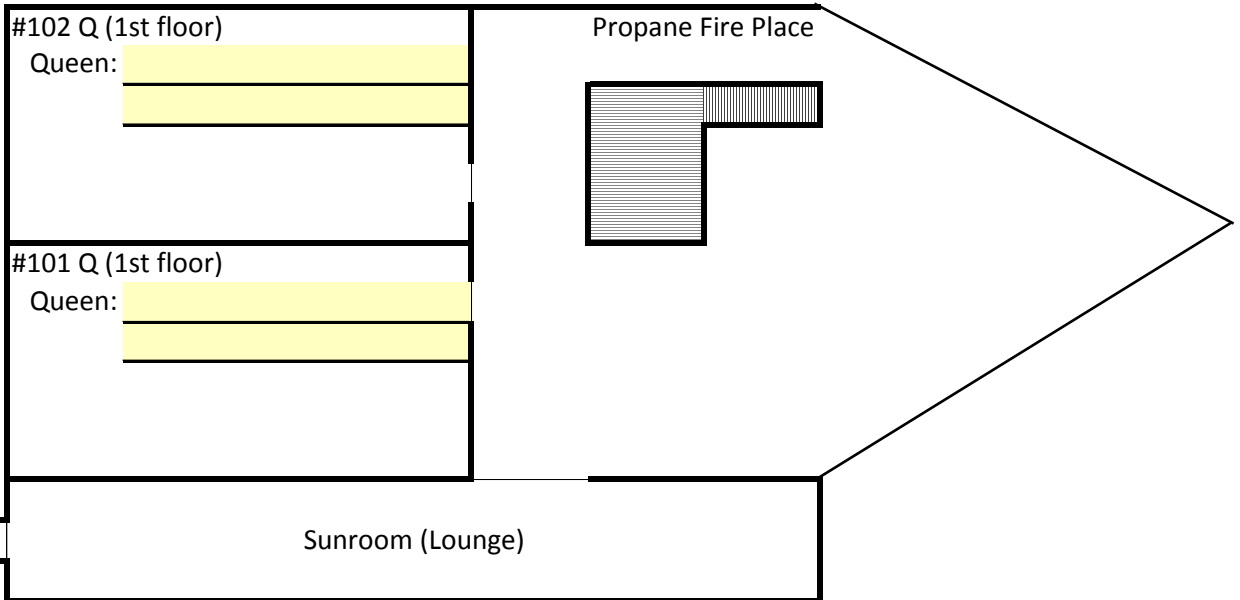 #102 Q (1st floor)
Propane Fire Place
Queen:
#101 Q (1st floor)
Queen:
Sunroom (Lounge)